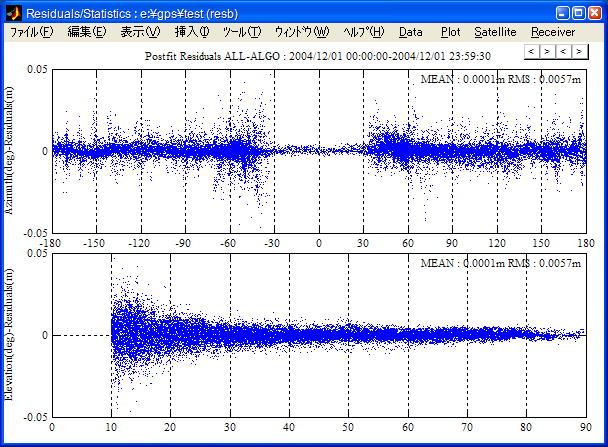 Residuals/Statistics : e:¥gps¥test (resb)
ファイル(F) 編集(E) 表示(V) 挿入(I) ツール(T) ウィンドウ(W) ヘルプ(H) Data Plot Satellite Receiver
< > < >
Postfit Residuals ALL-ALGO : 2004/12/01 00:00:00-2004/12/01 23:59:30
MEAN : 0.0001m RMS : 0.0057m
Azimuth(deg)-Residuals(m)
0.05
0
-0.05
-180 -150 -120 -90 -60 -30 0 30 60 90 120 150 180
MEAN : 0.0001m RMS : 0.0057m
Elevation(deg)-Residuals(m)
0.05
0
-0.05
0 10 20 30 40 50 60 70 80 90